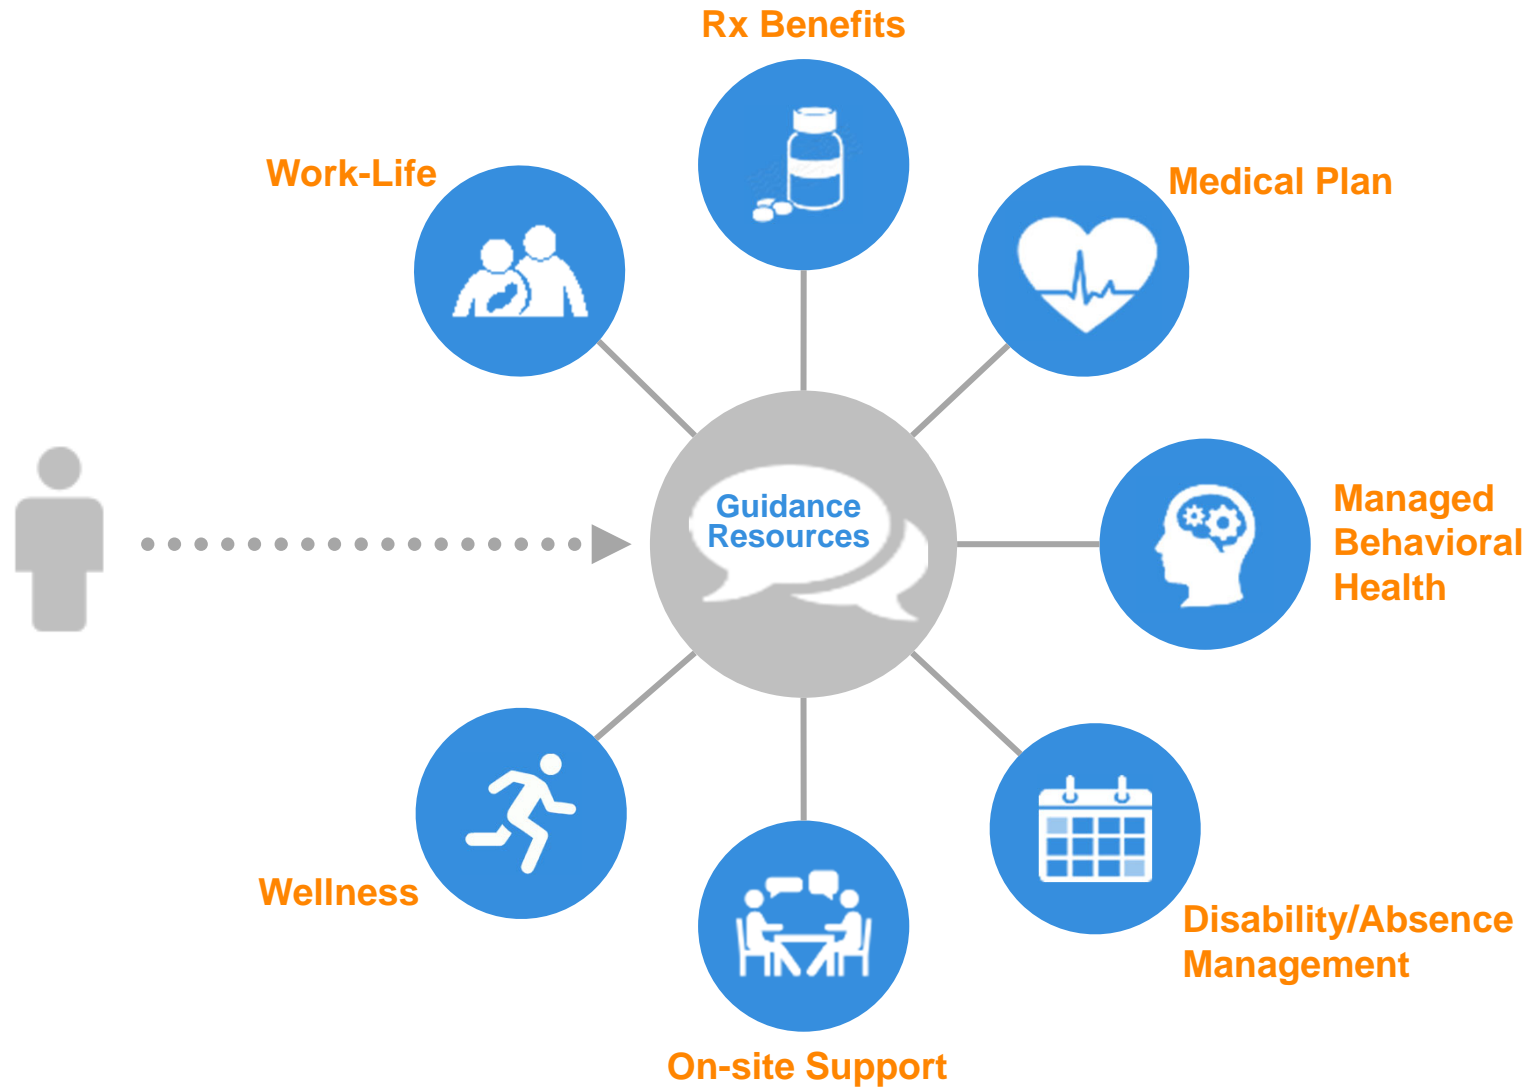 Rx Benefits
Work-Life
Medical Plan
Guidance
Resources
Managed
Behavioral
Health
Wellness
Disability/Absence
Management
On-site Support